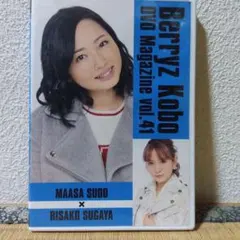 Berryz Kobo
DVD Magazine vol.41
MAASA SUDO
×
RISAKO SUGAYA